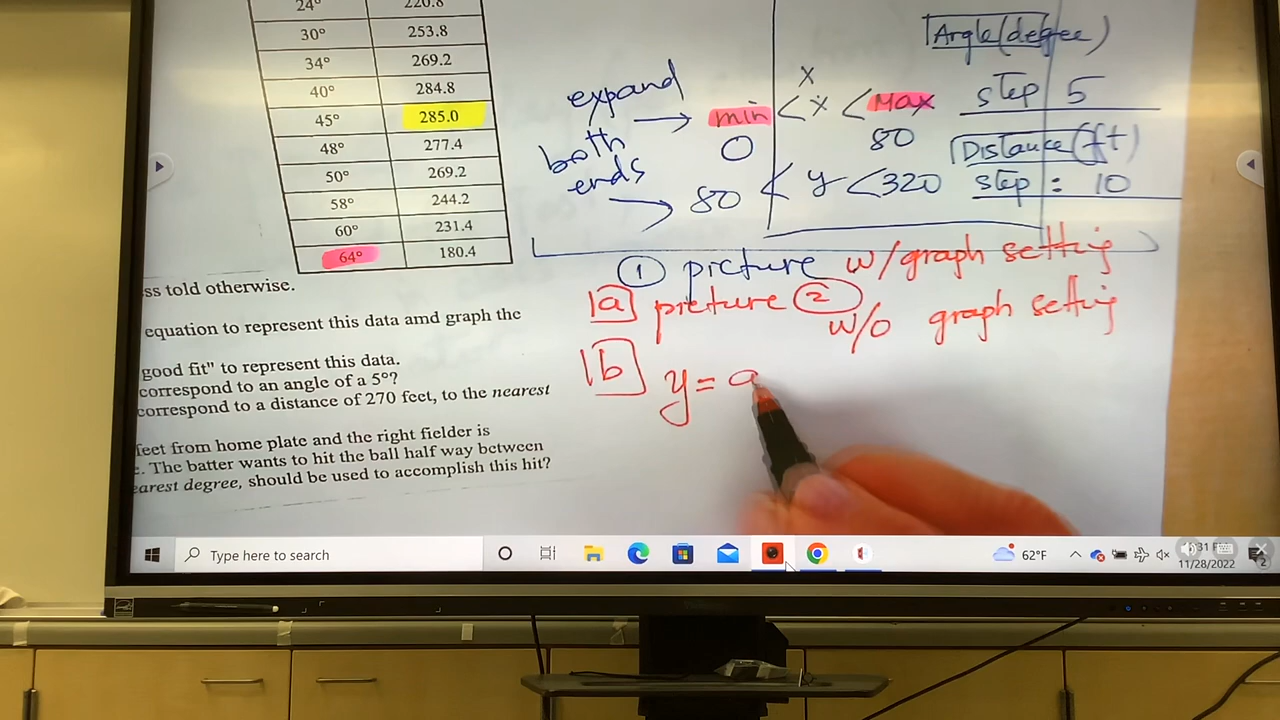 24° 220.8
30° 253.8
34° 269.2
40° 284.8
45° 285.0
48° 277.4
50° 269.2
58° 244.2
60° 231.4
64° 180.4
ss told otherwise.
equation to represent this data amd graph the
good fit" to represent this data.
correspond to an angle of a 5°?
correspond to a distance of 270 feet, to the nearest
feet from home plate and the right fielder is
The batter wants to hit the ball half way between
earest degree, should be used to accomplish this hit?
expand
both
ends
x
min < x < Max
0 80
80 < y < 320
Angle (degree)
step 5
Distance (ft)
step : 10
① picture w/graph setting
a picture ②
w/o graph setting
b y = a
Type here to search
62°F
:31 P
11/28/2022
2